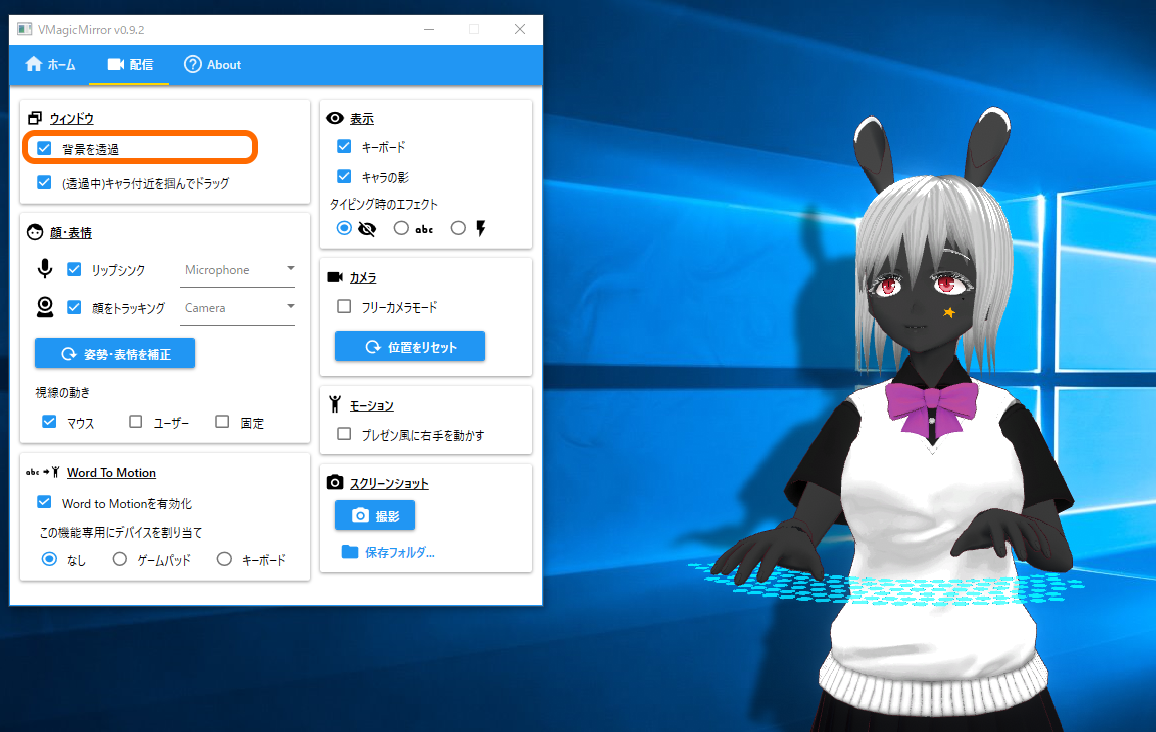 VMagicMirror v0.9.2
ホーム
配信
About
ウィンドウ
背景を透過
(透過中)キャラ付近を掴んでドラッグ
顔・表情
リップシンク
Microphone
顔をトラッキング
Camera
姿勢・表情を補正
視線の動き
マウス
ユーザー
固定
abc
Word To Motion
Word to Motionを有効化
この機能専用にデバイスを割り当て
なし
ゲームパッド
キーボード
表示
キーボード
キャラの影
タイピング時のエフェクト
abc
カメラ
フリーカメラモード
位置をリセット
モーション
プレゼン風に右手を動かす
スクリーンショット
撮影
保存フォルダ...